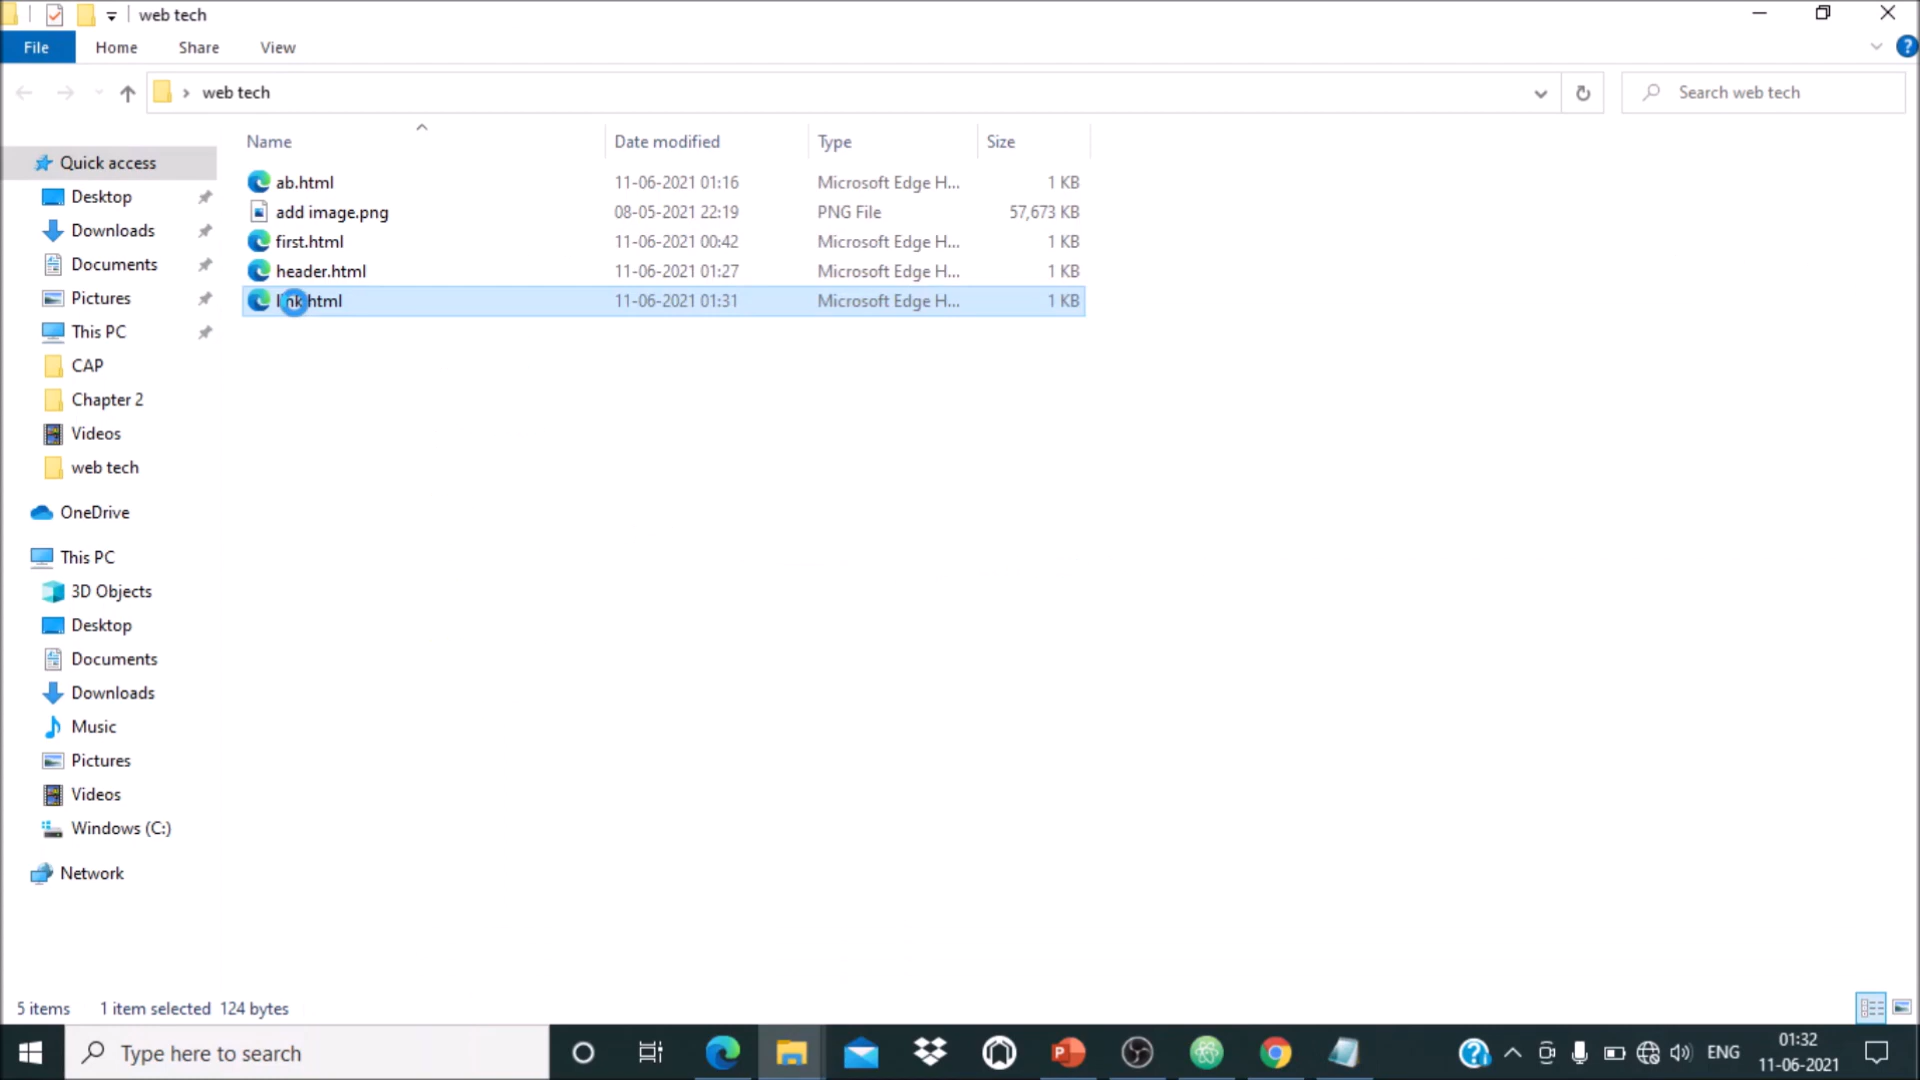 web tech
File Home Share View
web tech
Search web tech
Name Date modified Type Size
Quick access
Desktop
Downloads
Documents
Pictures
This PC
CAP
Chapter 2
Videos
web tech
OneDrive
This PC
3D Objects
Desktop
Documents
Downloads
Music
Pictures
Videos
Windows (C:)
Network
ab.html 11-06-2021 01:16 Microsoft Edge H... 1 KB
add image.png 08-05-2021 22:19 PNG File 57,673 KB
first.html 11-06-2021 00:42 Microsoft Edge H... 1 KB
header.html 11-06-2021 01:27 Microsoft Edge H... 1 KB
link.html 11-06-2021 01:31 Microsoft Edge H... 1 KB
5 items 1 item selected 124 bytes
Type here to search
ENG
01:32
11-06-2021